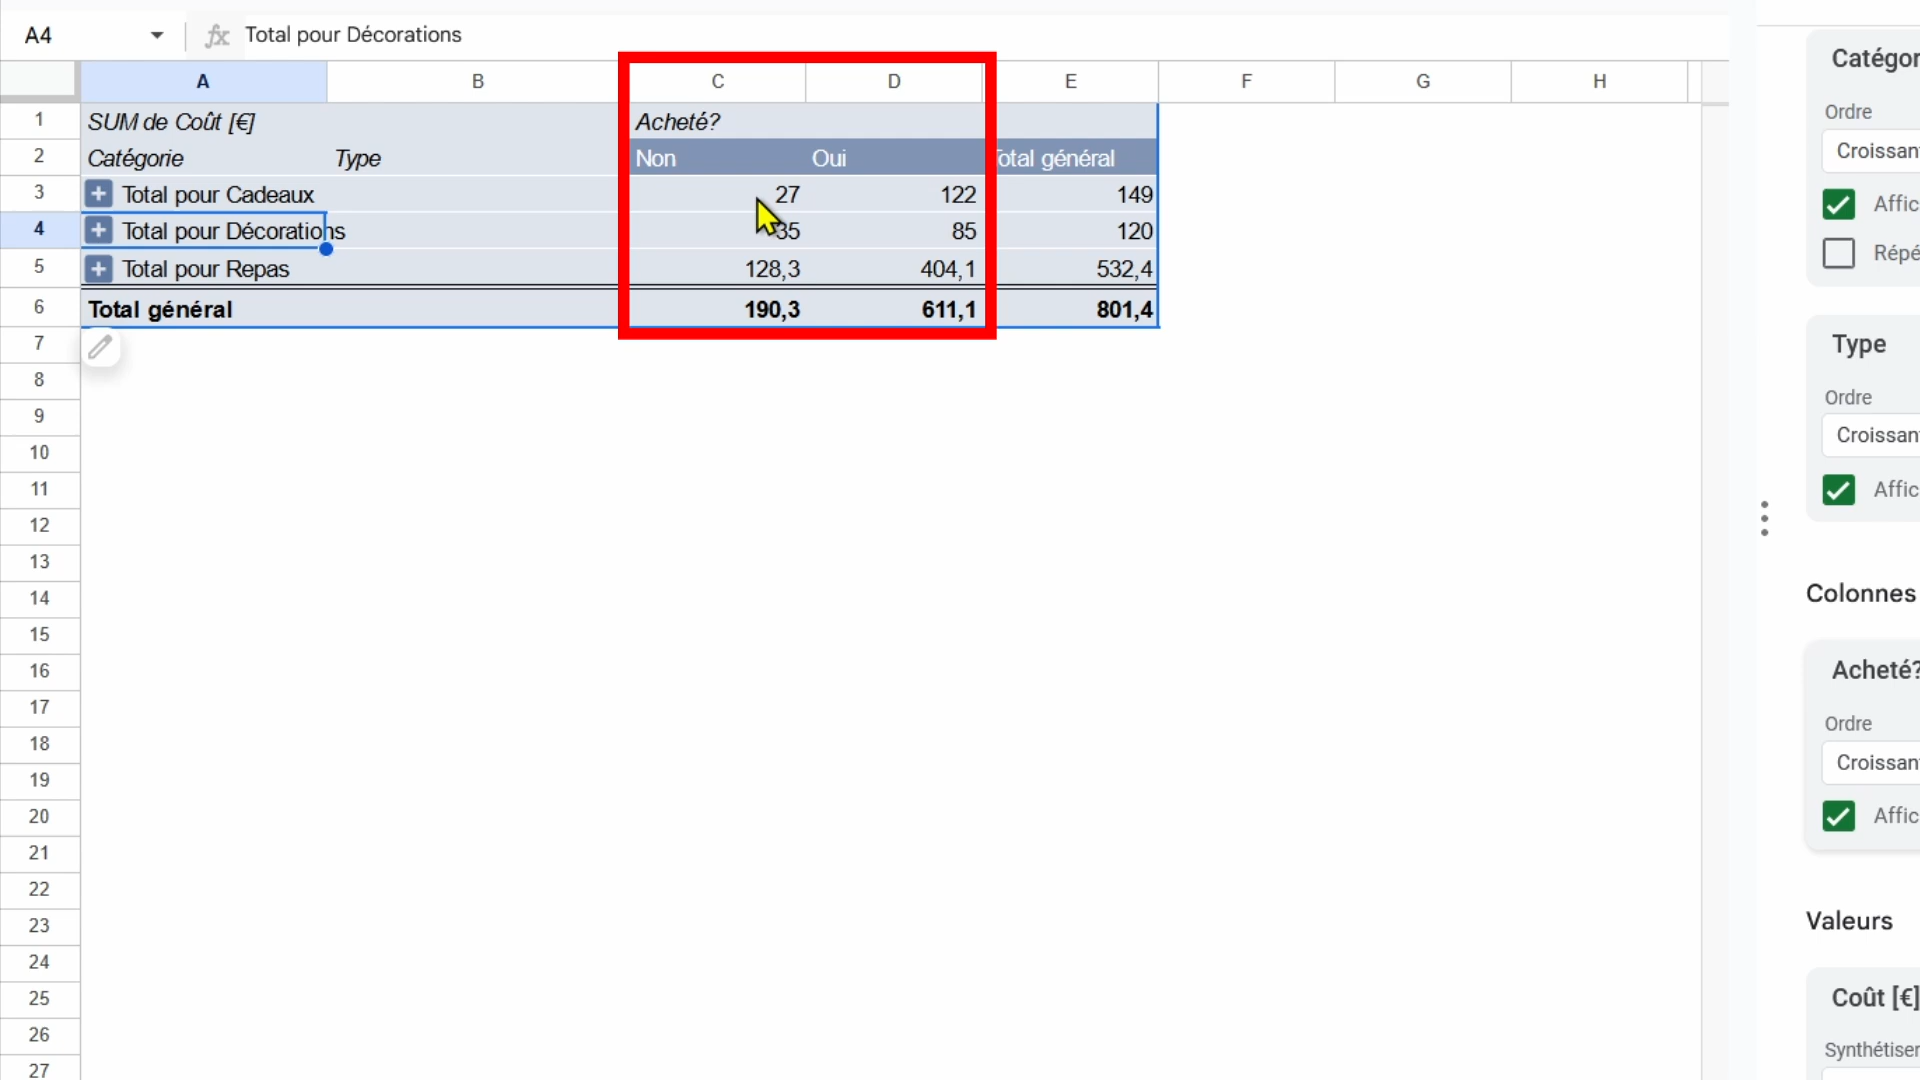 A4 fx Total pour Décorations
A B C D E F G H
1 SUM de Coût [€] Acheté?
2 Catégorie Type Non Oui Total général
3 Total pour Cadeaux 27 122 149
4 Total pour Décorations 35 85 120
5 Total pour Repas 128,3 404,1 532,4
6 Total général 190,3 611,1 801,4
7
8
9
10
11
12
13
14
15
16
17
18
19
20
21
22
23
24
25
26
27
Catégor
Ordre
Croissan
Affic
Répé
Type
Ordre
Croissan
Affic
Colonnes
Acheté?
Ordre
Croissan
Affic
Valeurs
Coût [€]
Synthétiser